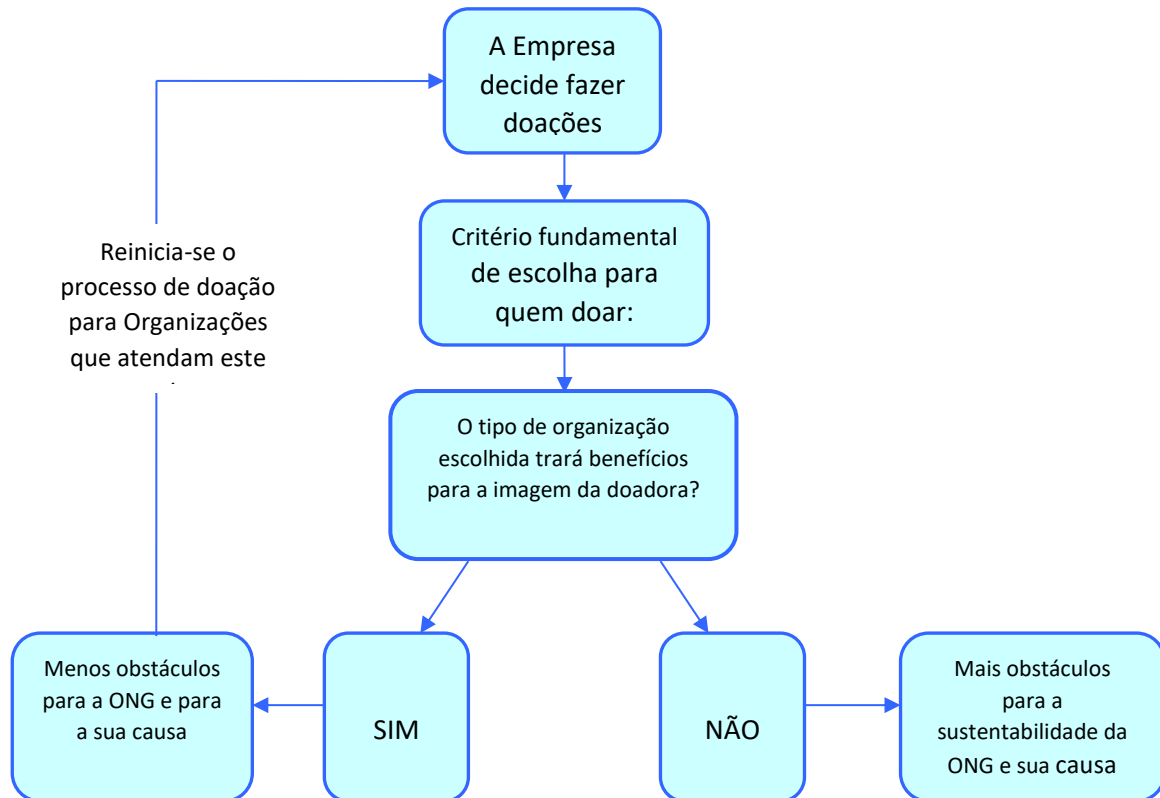 A Empresa
decide fazer
doações
Critério fundamental
de escolha para
quem doar:
Reinicia-se o
processo de doação
para Organizações
que atendam este
O tipo de organização
escolhida trará benefícios
para a imagem da doadora?
Menos obstáculos
para a ONG e para
a sua causa
SIM
NÃO
Mais obstáculos
para a
sustentabilidade da
ONG e sua causa